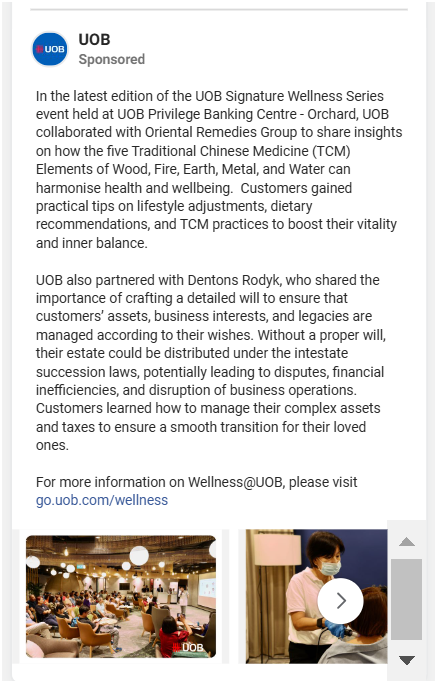 UOB
UOB
Sponsored
In the latest edition of the UOB Signature Wellness Series
event held at UOB Privilege Banking Centre - Orchard, UOB
collaborated with Oriental Remedies Group to share insights
on how the five Traditional Chinese Medicine (TCM)
Elements of Wood, Fire, Earth, Metal, and Water can
harmonise health and wellbeing.  Customers gained
practical tips on lifestyle adjustments, dietary
recommendations, and TCM practices to boost their vitality
and inner balance.
UOB also partnered with Dentons Rodyk, who shared the
importance of crafting a detailed will to ensure that
customers’ assets, business interests, and legacies are
managed according to their wishes. Without a proper will,
their estate could be distributed under the intestate
succession laws, potentially leading to disputes, financial
inefficiencies, and disruption of business operations.
Customers learned how to manage their complex assets
and taxes to ensure a smooth transition for their loved
ones.
For more information on Wellness@UOB, please visit
go.uob.com/wellness
UOB